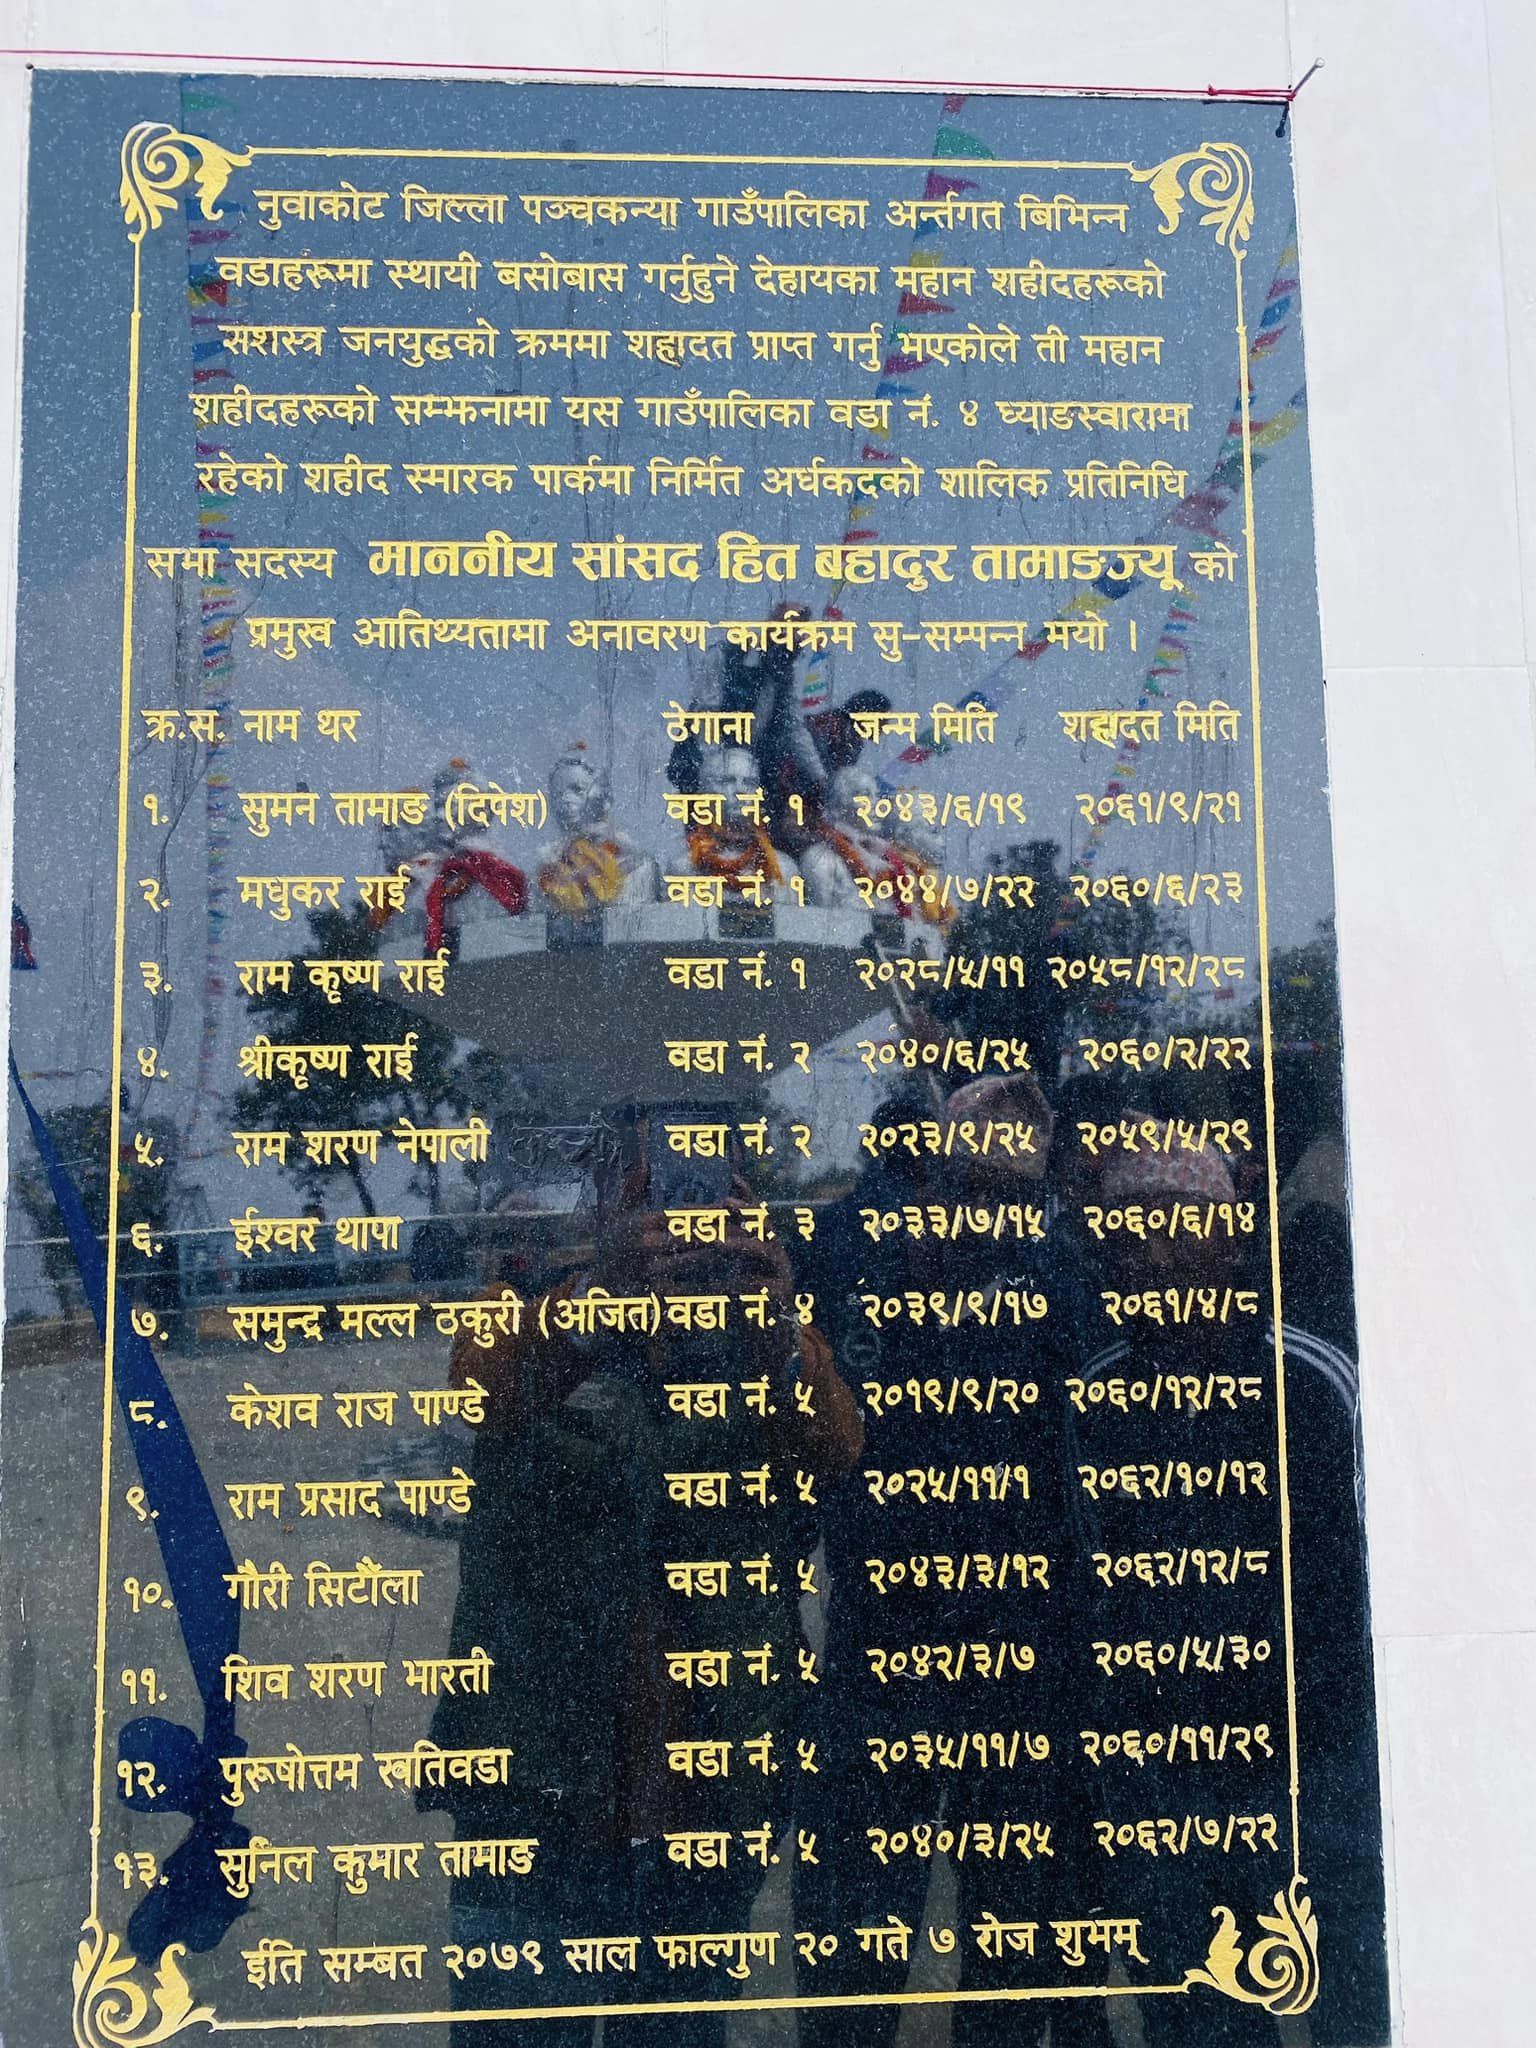 नुवाकोट जिल्ला पञ्चकन्या गाउँपालिका अर्न्तगत बिभिन्न
वडाहरूमा स्थायी बसोबास गर्नुहुने देहायका महान शहीदहरूको
सशस्त्र जनयुद्धको क्रममा शहादत प्राप्त गर्नु भएकोले ती महान
शहीदहरूको सम्झनामा यस गाउँपालिका वडा नं. ४ घ्याङस्वारामा
रहेको शहीद स्मारक पार्कमा निर्मित अर्धकदको शालिक प्रतिनिधि
सभा सदस्य माननीय सांसद हित बहादुर तामाङज्यू को
प्रमुख आतिथ्यतामा अनावरण कार्यक्रम सु-सम्पन्न भयो ।
क्र.स. नाम थर ठेगाना जन्म मिति शहादत मिति
१. सुमन तामाङ (दिपेश) वडा नं. १ २०४३/६/१९ २०६१/९/२१
२. मधुकर राई वडा नं. १ २०४४/७/२२ २०६०/६/२३
३. राम कृष्ण राई वडा नं. १ २०२८/५/११ २०५८/१२/२८
४. श्रीकृष्ण राई वडा नं. २ २०४०/६/२५ २०६०/२/२२
५. राम शरण नेपाली वडा नं. २ २०२३/९/२५ २०५९/५/२९
६. ईश्वर थापा वडा नं. ३ २०३३/७/१५ २०६०/६/१४
७. समुन्द्र मल्ल ठकुरी (अजित) वडा नं. ४ २०३९/९/१७ २०६१/४/८
८. केशव राज पाण्डे वडा नं. ५ २०१९/९/२० २०६०/१२/२८
९. राम प्रसाद पाण्डे वडा नं. ५ २०२५/११/१ २०६२/१०/१२
१०. गौरी सिटौंला वडा नं. ५ २०४३/३/१२ २०६२/१२/८
११. शिव शरण भारती वडा नं. ५ २०४२/३/७ २०६०/५/३०
१२. पुरूषोत्तम खतिवडा वडा नं. ५ २०३५/११/७ २०६०/११/२९
१३. सुनिल कुमार तामाङ वडा नं. ५ २०४०/३/२५ २०६२/७/२२
ईति सम्बत २०७९ साल फाल्गुण २० गते ७ रोज शुभम्